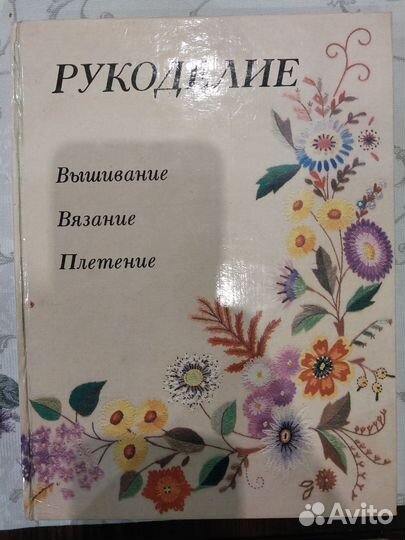 РУКОДЕЛИЕ
Вышивание
Вязание
Плетение
Avito